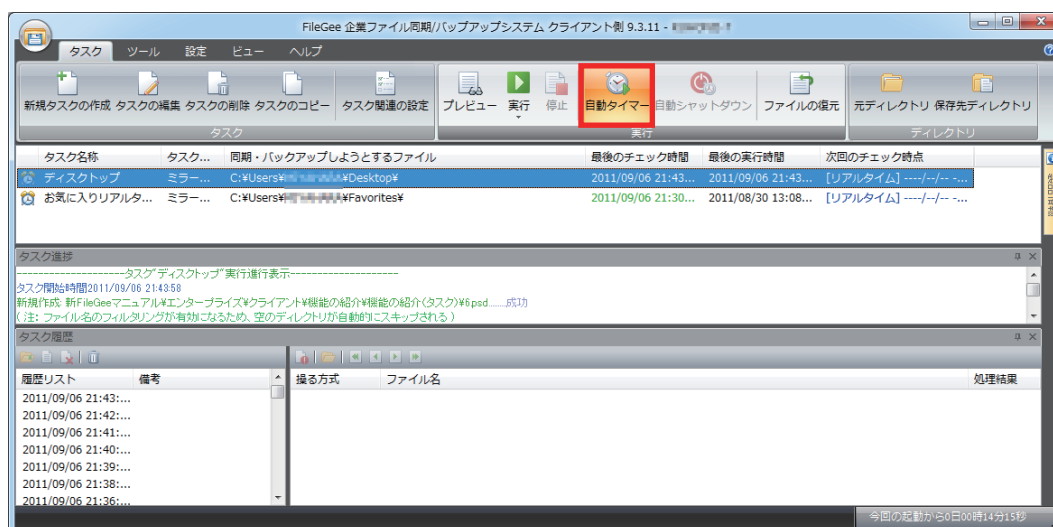 FileGee 企業ファイル同期/バップアップシステム クライアント側 9.3.11 -
タスク ツール 設定 ビュー ヘルプ
新規タスクの作成 タスクの編集 タスクの削除 タスクのコピー タスク関連の設定 プレビュー 実行 停止 自動タイマー 自動シャットダウン ファイルの復元 元ディレクトリ 保存先ディレクトリ
タスク 実行 ディレクトリ
タスク名称 タスク... 同期・バックアップしようとするファイル 最後のチェック時間 最後の実行時間 次回のチェック時点
ディスクトップ ミラー... C:¥Users¥ ¥Desktop¥ 2011/09/06 21:43... 2011/09/06 21:43... [リアルタイム] ----/--/-- -...
お気に入りリアルタ... ミラー... C:¥Users¥ ¥Favorites¥ 2011/09/06 21:30... 2011/08/30 13:08... [リアルタイム] ----/--/-- -...
タスク進捗
--------------------タスク"ディスクトップ"実行進行表示--------------------
タスク開始時間2011/09/06 21:43:58
新規作成: 新FileGeeマニュアル¥エンタープライズ¥クライアント¥機能の紹介¥機能の紹介(タスク)¥6.psd......成功
(注: ファイル名のフィルタリングが有効になるため、空のディレクトリが自動的にスキップされる)
タスク履歴
履歴リスト 備考 操る方式 ファイル名 処理結果
2011/09/06 21:43:...
2011/09/06 21:42:...
2011/09/06 21:41:...
2011/09/06 21:40:...
2011/09/06 21:39:...
2011/09/06 21:38:...
2011/09/06 21:36:...
今回の起動から0日00時14分15秒